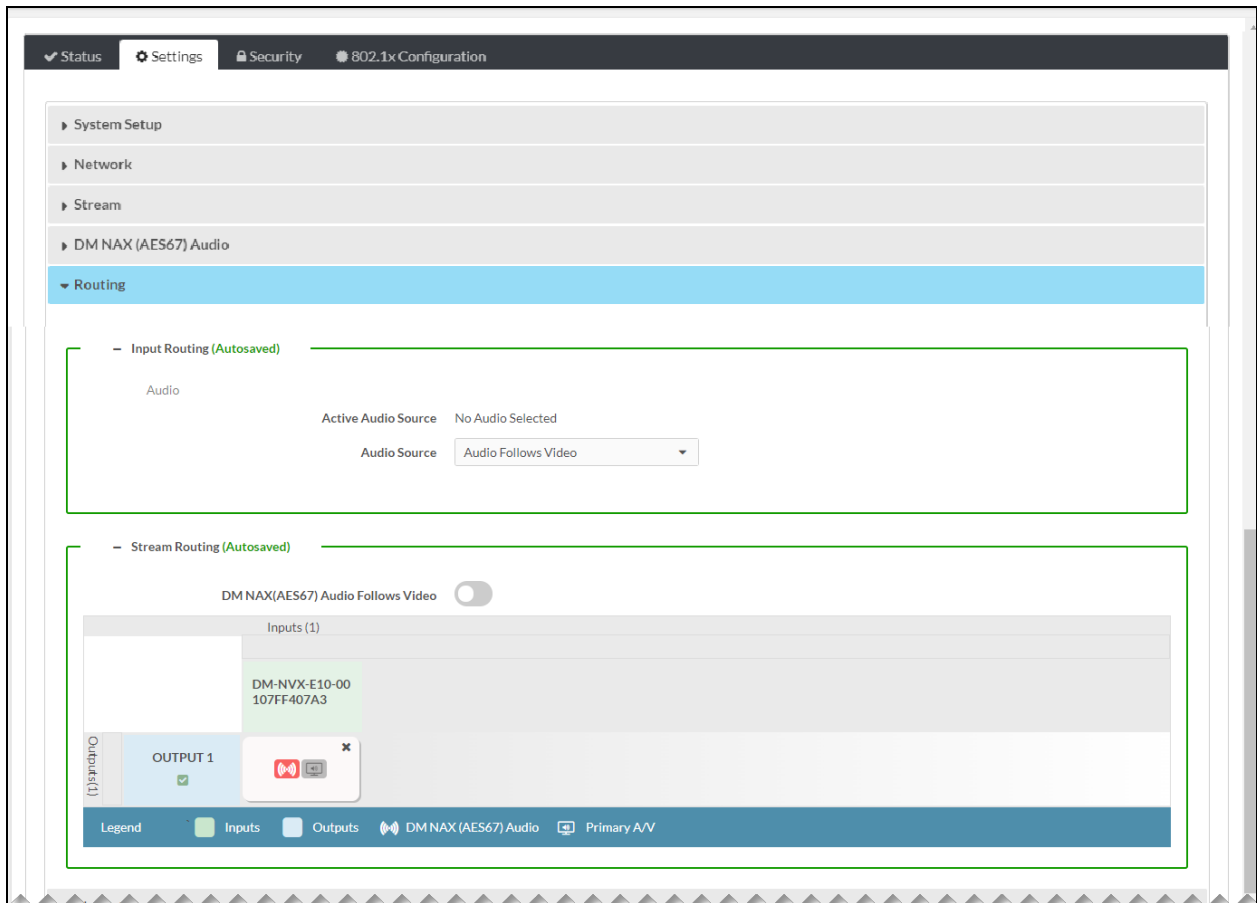 Status
Settings
Security
802.1x Configuration
System Setup
Network
Stream
DM NAX (AES67) Audio
Routing
Input Routing (Autosaved)
Audio
Active Audio Source No Audio Selected
Audio Source Audio Follows Video
Stream Routing (Autosaved)
DM NAX(AES67) Audio Follows Video
Inputs (1)
DM-NVX-E10-00
107FF407A3
Outputs(1)
OUTPUT 1
Legend Inputs Outputs DM NAX (AES67) Audio Primary A/V